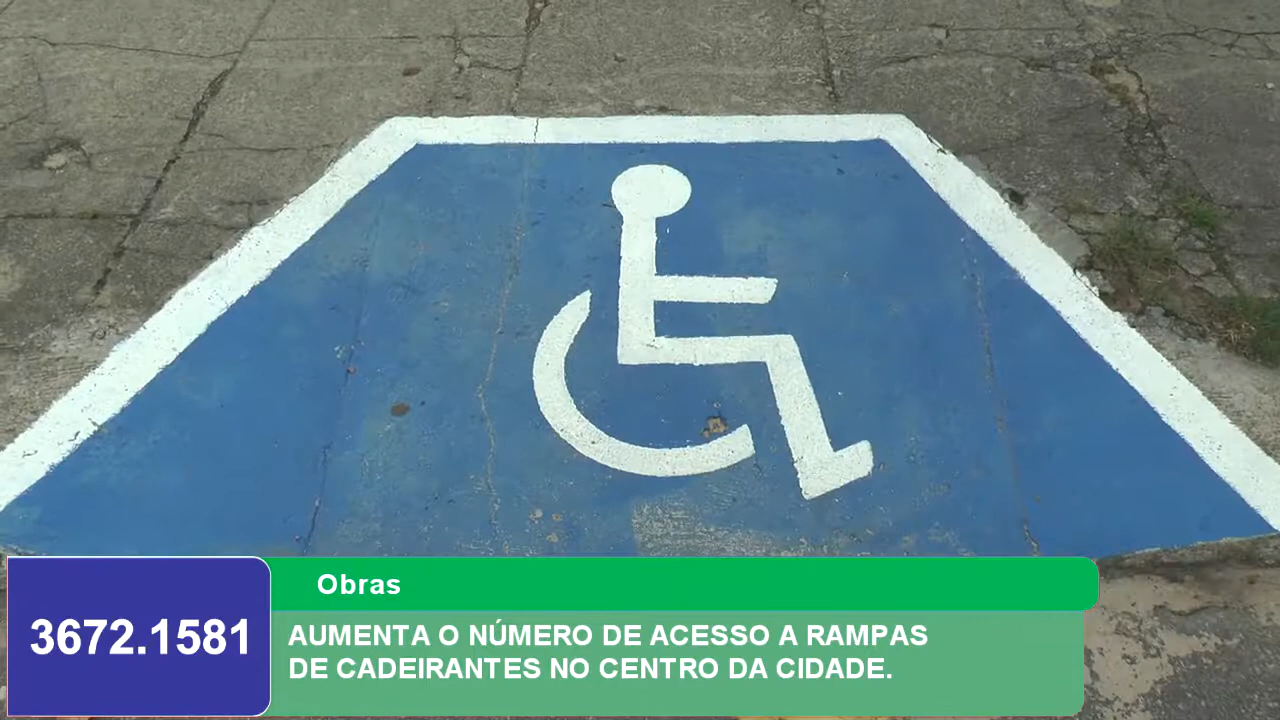 Obras
3672.1581
AUMENTA O NÚMERO DE ACESSO A RAMPAS
DE CADEIRANTES NO CENTRO DA CIDADE.